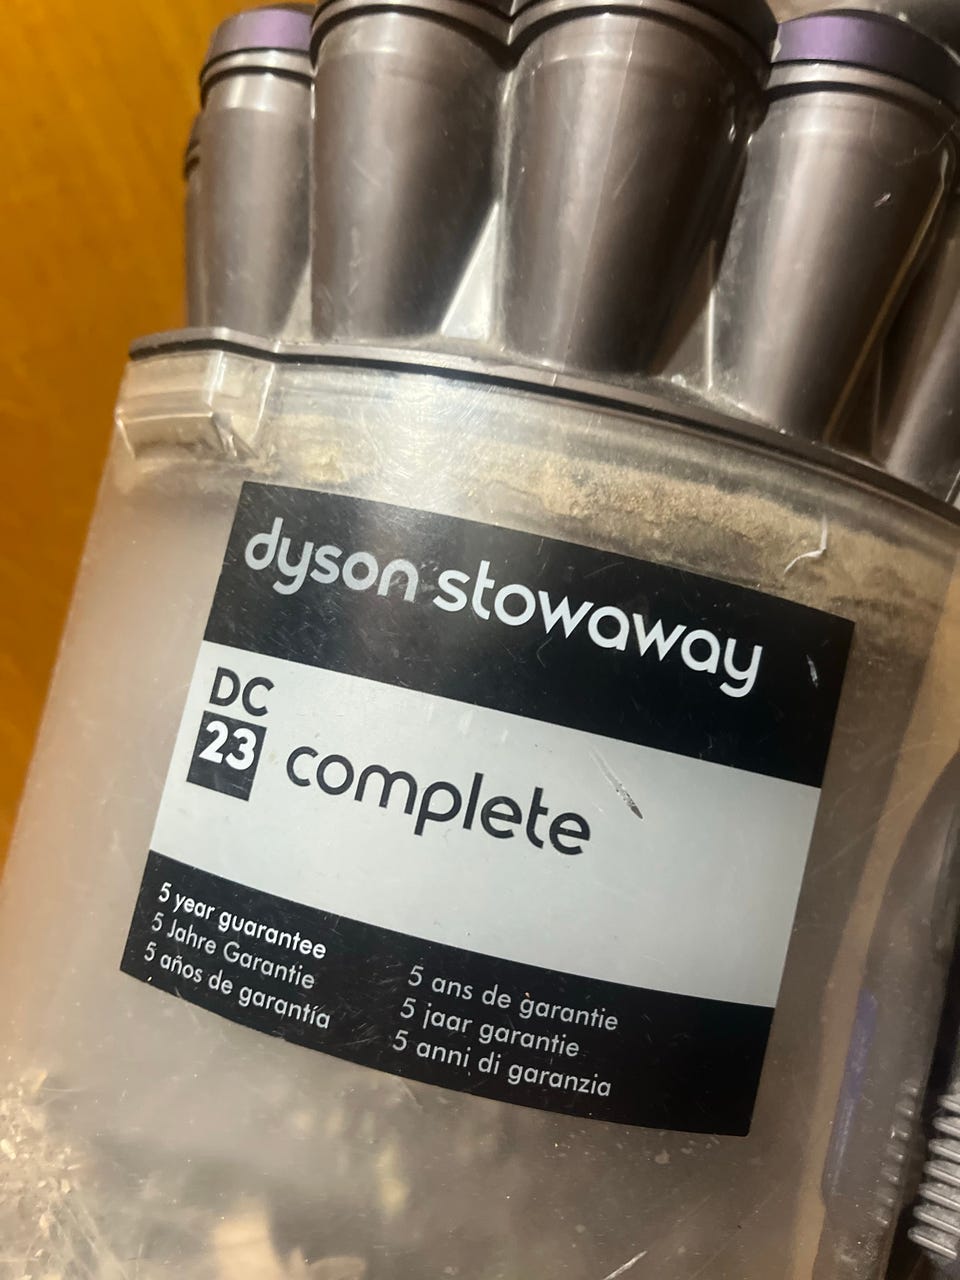 dyson stowaway
DC
23 complete
5 year guarantee
5 Jahre Garantie
5 años de garantía
5 ans de garantie
5 jaar garantie
5 anni di garanzia